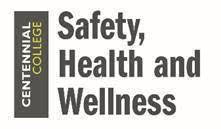 CENTENNIAL
COLLEGE
Safety,
Health and
Wellness